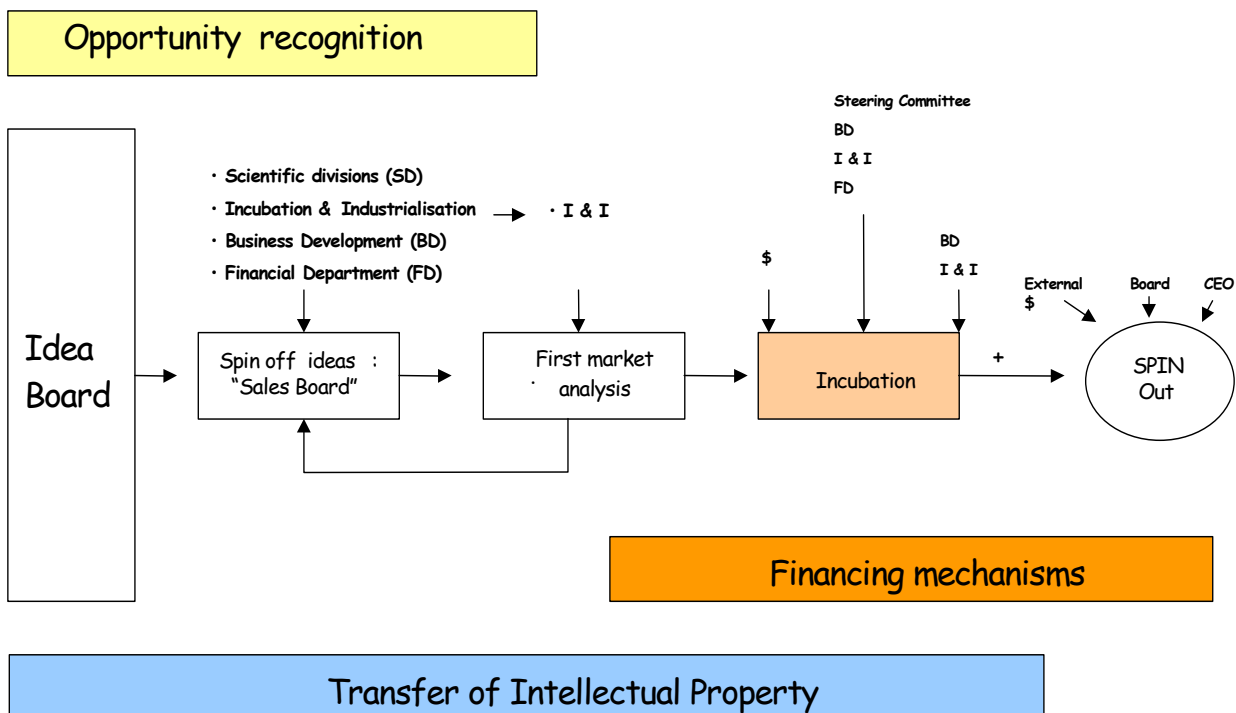 Opportunity recognition
Steering Committee
BD
I & I
FD
· Scientific divisions (SD)
· Incubation & Industrialisation
· Business Development (BD)
· Financial Department (FD)
· I & I
$
BD
I & I
External
$
Board
CEO
Idea
Board
Spin off ideas :
"Sales Board"
First market
· analysis
Incubation
+
SPIN
Out
Financing mechanisms
Transfer of Intellectual Property